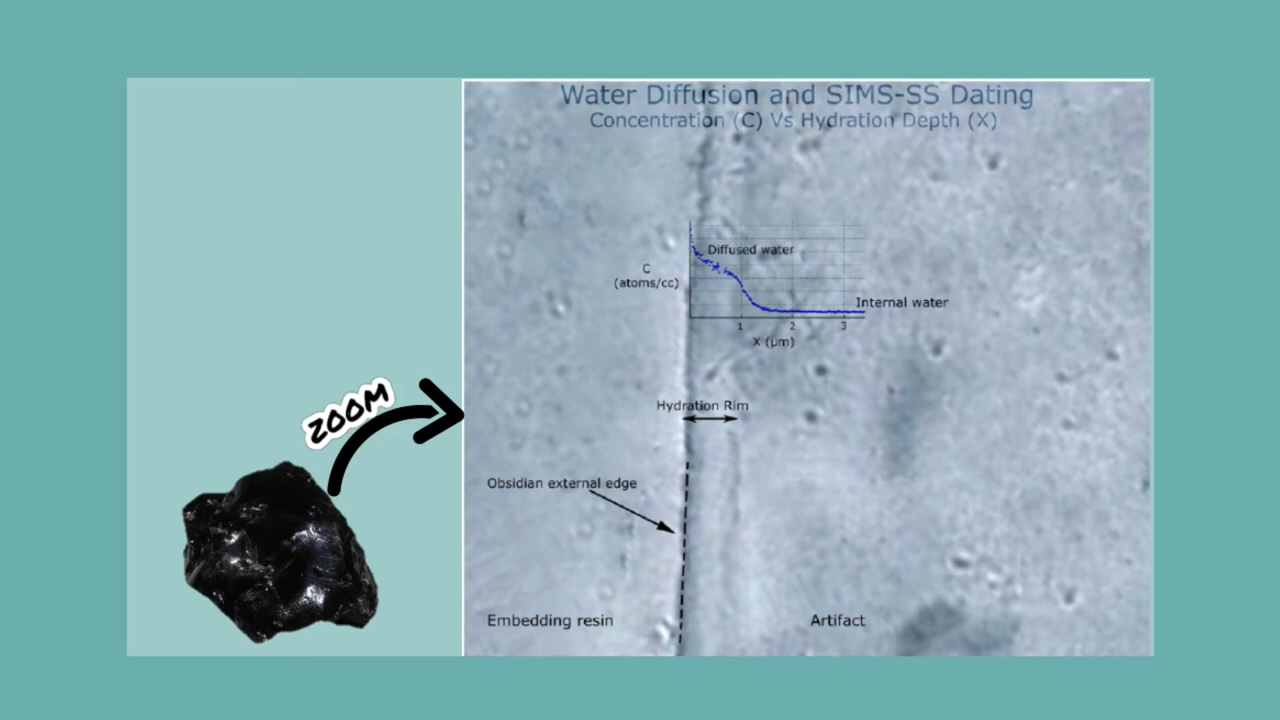 Water Diffusion and SIMS-SS Dating
Concentration (C) Vs Hydration Depth (X)
Diffused water
C
(atoms/cc)
Internal water
1 2 3
X (µm)
ZOOM
Hydration Rim
Obsidian external edge
Embedding resin
Artifact